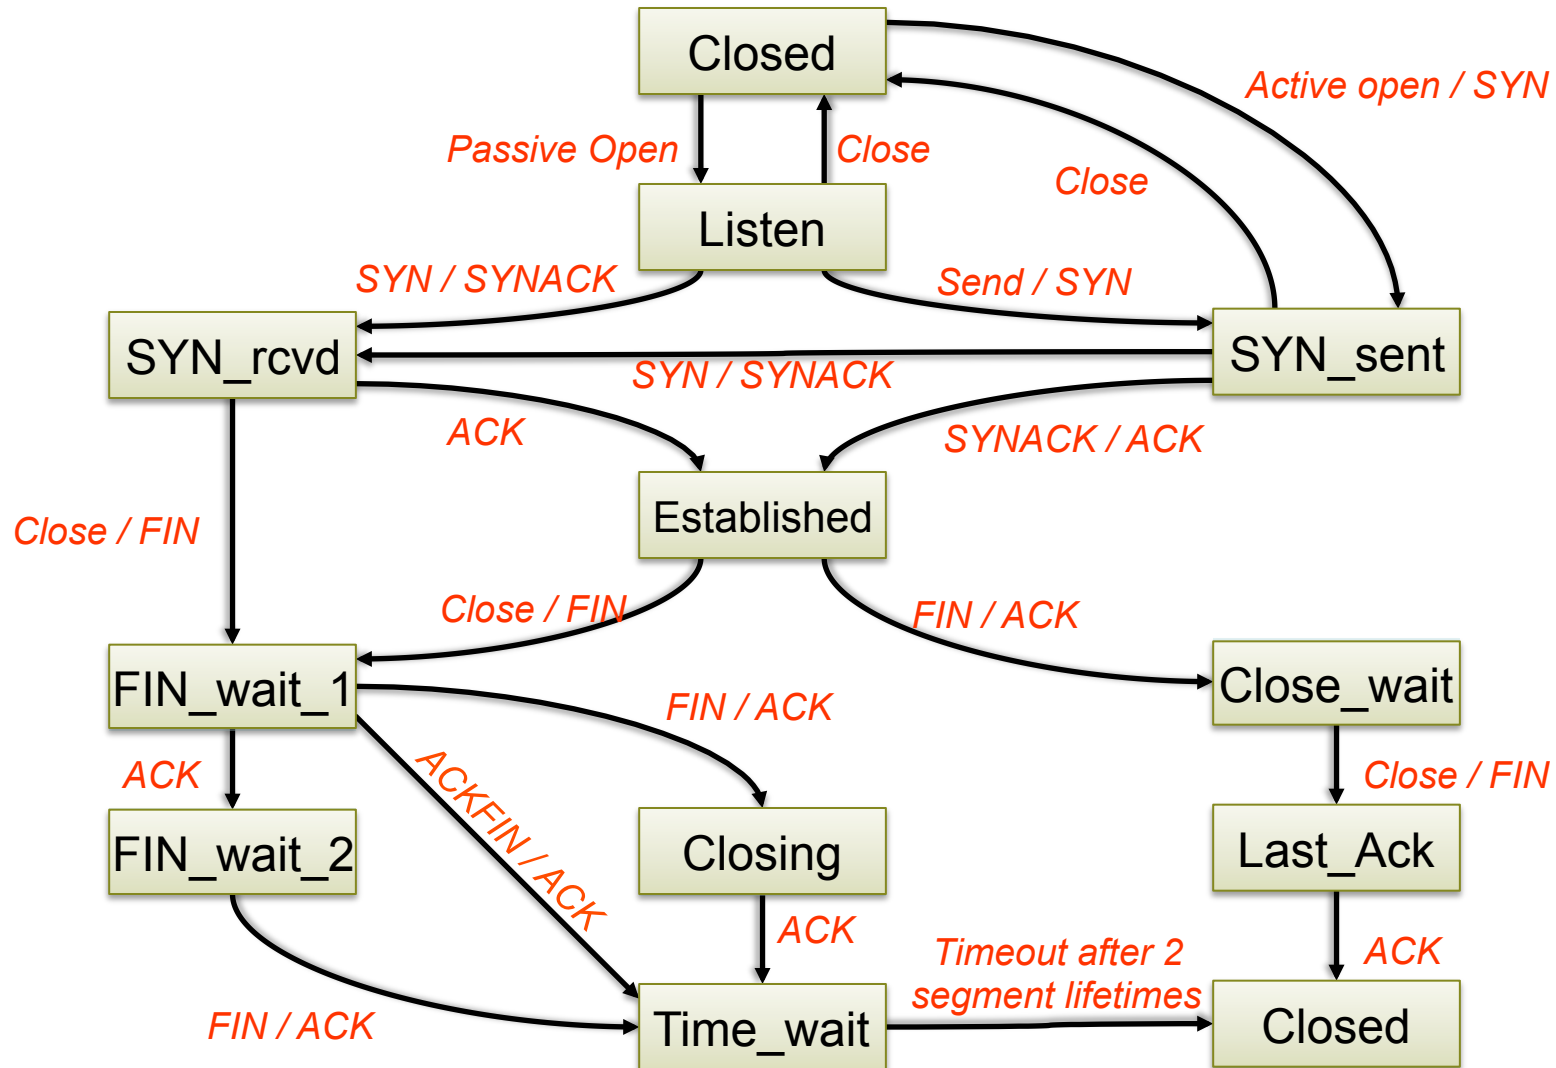 Closed
Active open / SYN
Passive Open
Close
Close
Listen
SYN / SYNACK
Send / SYN
SYN_rcvd
SYN_sent
SYN / SYNACK
ACK
SYNACK / ACK
Established
Close / FIN
Close / FIN
FIN / ACK
FIN_wait_1
Close_wait
FIN / ACK
ACK
ACKFIN / ACK
Close / FIN
FIN_wait_2
Closing
Last_Ack
ACK
Timeout after 2
segment lifetimes
ACK
FIN / ACK
Time_wait
Closed